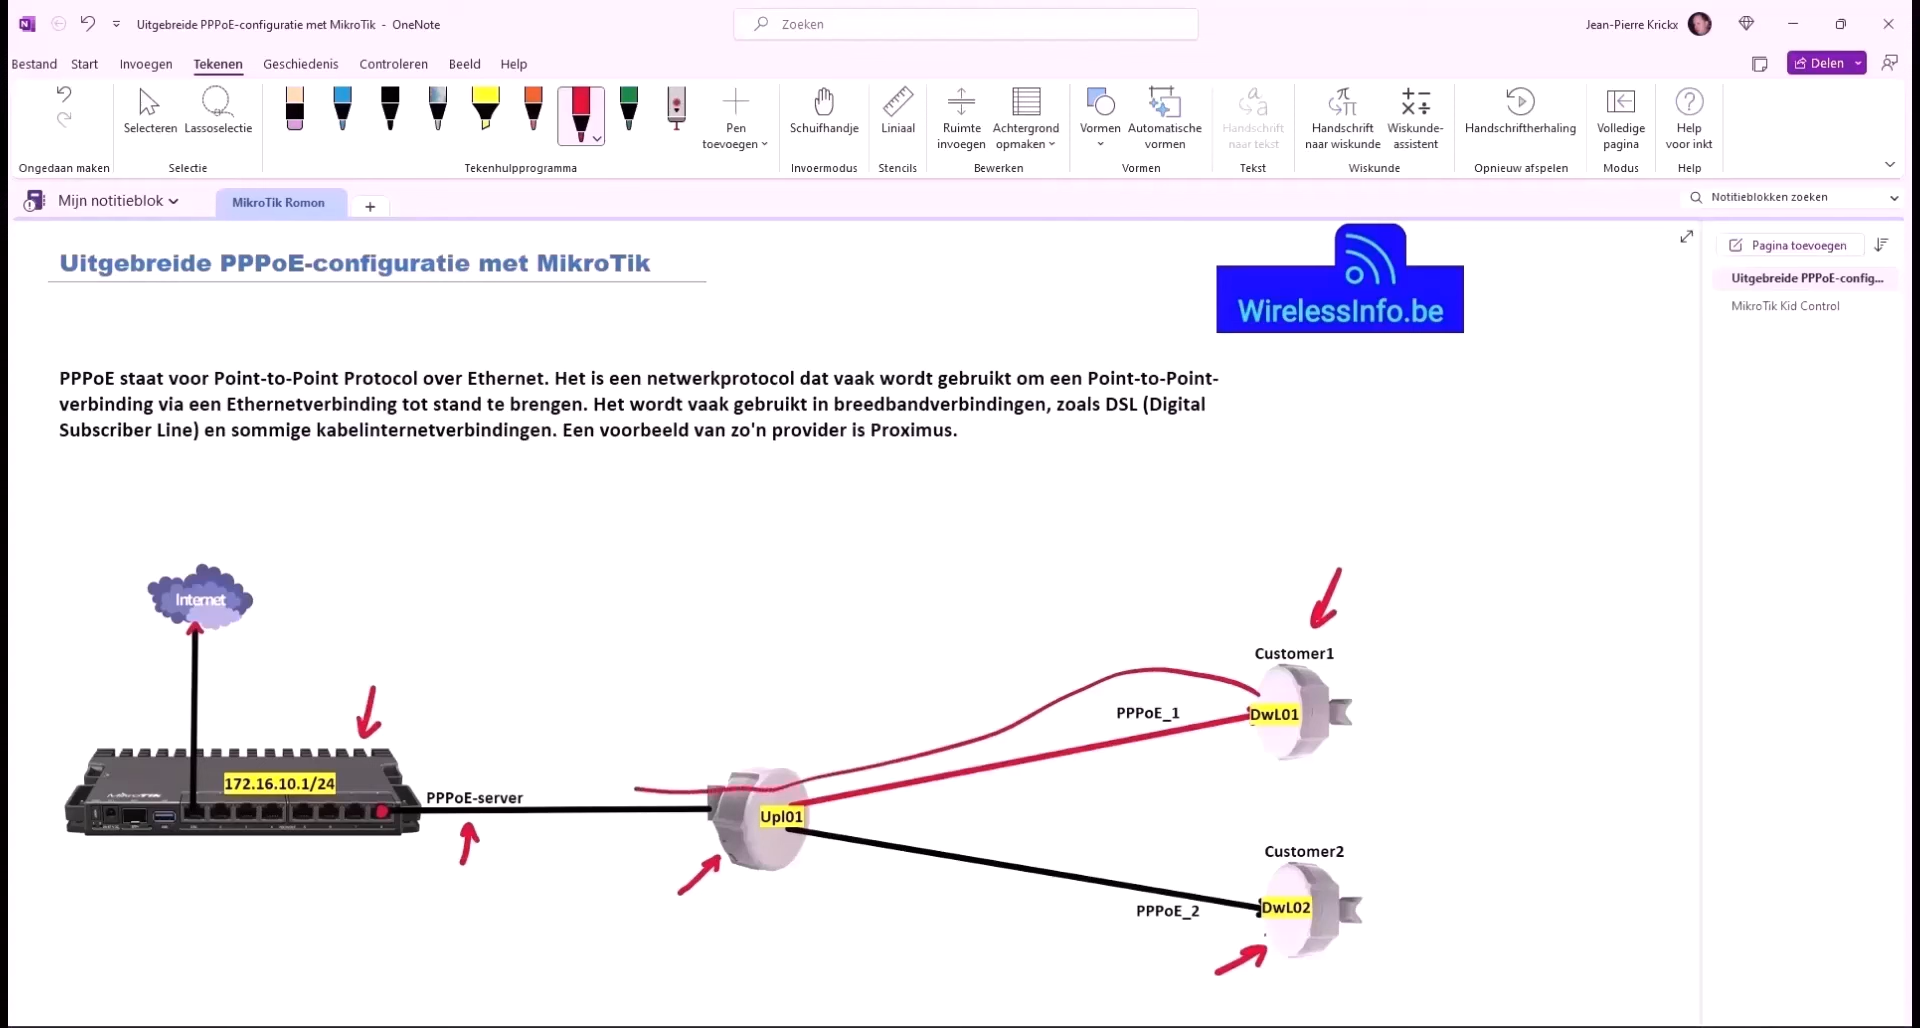 Uitgebreide PPPoE-configuratie met MikroTik - OneNote
Zoeken
Jean-Pierre Krickx
Bestand Start Invoegen Tekenen Geschiedenis Controleren Beeld Help
Delen
Selecteren Lassoselectie
Pen toevoegen
Schuifhandje
Liniaal
Ruimte invoegen
Achtergrond opmaken
Vormen
Automatische vormen
Handschrift naar tekst
Handschrift naar wiskunde
Wiskunde-assistent
Handschriftherhaling
Volledige pagina
Help voor inkt
Ongedaan maken Selectie Tekenhulpprogramma Invoermodus Stencils Bewerken Vormen Tekst Wiskunde Opnieuw afspelen Modus Help
Mijn notitieblok
MikroTik Romon
+
Notitieblokken zoeken
Pagina toevoegen
Uitgebreide PPPoE-config...
MikroTik Kid Control
Uitgebreide PPPoE-configuratie met MikroTik
WirelessInfo.be
PPPoE staat voor Point-to-Point Protocol over Ethernet. Het is een netwerkprotocol dat vaak wordt gebruikt om een Point-to-Point-
verbinding via een Ethernetverbinding tot stand te brengen. Het wordt vaak gebruikt in breedbandverbindingen, zoals DSL (Digital
Subscriber Line) en sommige kabelinternetverbindingen. Een voorbeeld van zo'n provider is Proximus.
Internet
Customer1
PPPoE_1
DwL01
172.16.10.1/24
MikroTik
PPPoE-server
Upl01
Customer2
PPPoE_2
DwL02